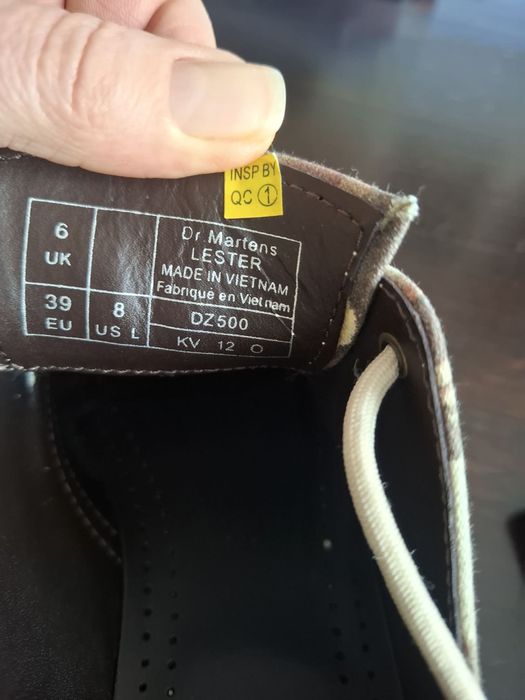 INSP BY
QC 1
6
UK
39
EU
8
US L
Dr. Martens
LESTER
MADE IN VIETNAM
Fabriqué en Vietnam
DZ500
KV 12 O